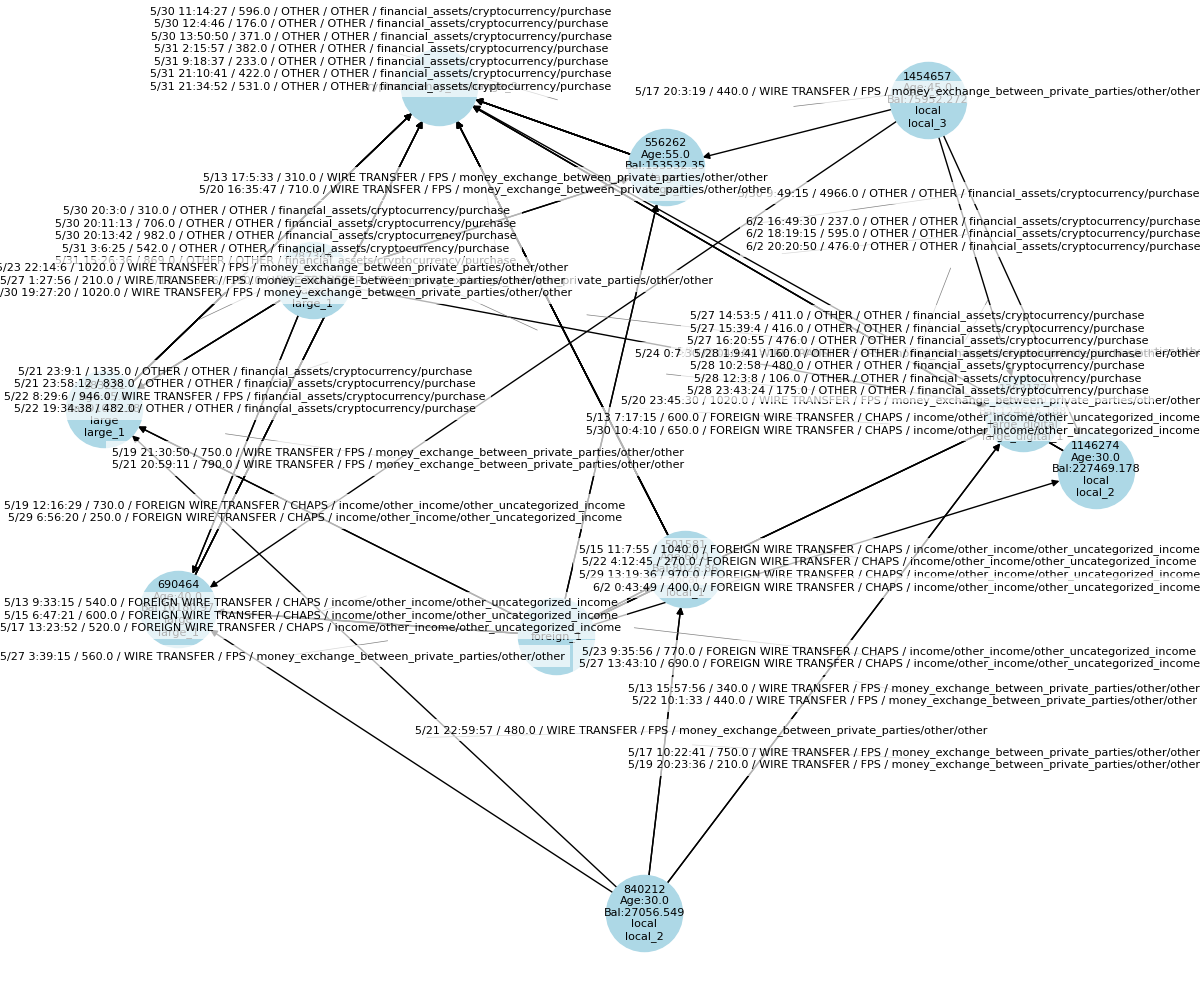 5/30 11:14:27 / 596.0 / OTHER / OTHER / financial_assets/cryptocurrency/purchase
5/30 12:4:46 / 176.0 / OTHER / OTHER / financial_assets/cryptocurrency/purchase
5/30 13:50:50 / 371.0 / OTHER / OTHER / financial_assets/cryptocurrency/purchase
5/31 2:15:57 / 382.0 / OTHER / OTHER / financial_assets/cryptocurrency/purchase
5/31 9:18:37 / 233.0 / OTHER / OTHER / financial_assets/cryptocurrency/purchase
5/31 21:10:41 / 422.0 / OTHER / OTHER / financial_assets/cryptocurrency/purchase
5/31 21:34:52 / 531.0 / OTHER / OTHER / financial_assets/cryptocurrency/purchase
1454657
5/17 20:3:19 / 440.0 / WIRE TRANSFER / FPS / money_exchange_between_private_parties/other/other
local
local_3
556262
Age:55.0
Bal:153532.35
5/13 17:5:33 / 310.0 / WIRE TRANSFER / FPS / money_exchange_between_private_parties/other/other
5/20 16:35:47 / 710.0 / WIRE TRANSFER / FPS / money_exchange_between_private_parties/other/other
49:15 / 4966.0 / OTHER / OTHER / financial_assets/cryptocurrency/purchase
5/30 20:3:0 / 310.0 / OTHER / OTHER / financial_assets/cryptocurrency/purchase
5/30 20:11:13 / 706.0 / OTHER / OTHER / financial_assets/cryptocurrency/purchase
5/30 20:13:42 / 982.0 / OTHER / OTHER / financial_assets/cryptocurrency/purchase
5/31 3:6:25 / 542.0 / OTHER / OTHER / financial_assets/cryptocurrency/purchase
5/31 15:26:36 / 869.0 / OTHER / OTHER / financial_assets/cryptocurrency/purchase
6/2 16:49:30 / 237.0 / OTHER / OTHER / financial_assets/cryptocurrency/purchase
6/2 18:19:15 / 595.0 / OTHER / OTHER / financial_assets/cryptocurrency/purchase
6/2 20:20:50 / 476.0 / OTHER / OTHER / financial_assets/cryptocurrency/purchase
5/23 22:14:6 / 1020.0 / WIRE TRANSFER / FPS / money_exchange_between_private_parties/other/other
5/27 1:27:56 / 210.0 / WIRE TRANSFER / FPS / money_exchange_between_private_parties/other/other
/30 19:27:20 / 1020.0 / WIRE TRANSFER / FPS / money_exchange_between_private_parties/other/other
large_1
5/27 14:53:5 / 411.0 / OTHER / OTHER / financial_assets/cryptocurrency/purchase
5/27 15:39:4 / 416.0 / OTHER / OTHER / financial_assets/cryptocurrency/purchase
5/27 16:20:55 / 476.0 / OTHER / OTHER / financial_assets/cryptocurrency/purchase
5/24 0:7
5/28 1:9:41 / 160.0 / OTHER / OTHER / financial_assets/cryptocurrency/purchase
5/28 10:2:58 / 480.0 / OTHER / OTHER / financial_assets/cryptocurrency/purchase
5/28 12:3:8 / 106.0 / OTHER / OTHER / financial_assets/cryptocurrency/purchase
5/28 23:43:24 / 175.0 / OTHER / OTHER / financial_assets/cryptocurrency/purchase
5/20 23:45:30 / 1020.0 / WIRE TRANSFER / FPS / money_exchange_between_private_parties/other/other
5/21 23:9:1 / 1335.0 / OTHER / OTHER / financial_assets/cryptocurrency/purchase
5/21 23:58:12 / 838.0 / OTHER / OTHER / financial_assets/cryptocurrency/purchase
5/22 8:29:6 / 946.0 / OTHER / OTHER / financial_assets/cryptocurrency/purchase
5/22 19:34:38 / 482.0 / OTHER / OTHER / financial_assets/cryptocurrency/purchase
large
large_1
5/13 7:17:15 / 600.0 / FOREIGN WIRE TRANSFER / CHAPS / income/other_income/other_uncategorized_income
5/30 10:4:10 / 650.0 / FOREIGN WIRE TRANSFER / CHAPS / income/other_income/other_uncategorized_income
large_digital_1
1146274
Age:30.0
Bal:227469.178
local
local_2
5/19 21:30:50 / 750.0 / WIRE TRANSFER / FPS / money_exchange_between_private_parties/other/other
5/21 20:59:11 / 790.0 / WIRE TRANSFER / FPS / money_exchange_between_private_parties/other/other
5/19 12:16:29 / 730.0 / FOREIGN WIRE TRANSFER / CHAPS / income/other_income/other_uncategorized_income
5/29 6:56:20 / 250.0 / FOREIGN WIRE TRANSFER / CHAPS / income/other_income/other_uncategorized_income
501581
5/15 11:7:55 / 1040.0 / FOREIGN WIRE TRANSFER / CHAPS / income/other_income/other_uncategorized_income
5/22 4:12:45 / 270.0 / FOREIGN WIRE TRANSFER / CHAPS / income/other_income/other_uncategorized_income
5/29 13:19:36 / 970.0 / FOREIGN WIRE TRANSFER / CHAPS / income/other_income/other_uncategorized_income
6/2 0:43:49 / 400.0 / FOREIGN WIRE TRANSFER / CHAPS / income/other_income/other_uncategorized_income
690464
5/13 9:33:15 / 540.0 / FOREIGN WIRE TRANSFER / CHAPS / income/other_income/other_uncategorized_income
5/15 6:47:21 / 600.0 / FOREIGN WIRE TRANSFER / CHAPS / income/other_income/other_uncategorized_income
5/17 13:23:52 / 520.0 / FOREIGN WIRE TRANSFER / CHAPS / income/other_income/other_uncategorized_income
large_1
foreign_1
5/27 3:39:15 / 560.0 / WIRE TRANSFER / FPS / money_exchange_between_private_parties/other/other
5/23 9:35:56 / 770.0 / FOREIGN WIRE TRANSFER / CHAPS / income/other_income/other_uncategorized_income
5/27 13:43:10 / 690.0 / FOREIGN WIRE TRANSFER / CHAPS / income/other_income/other_uncategorized_income
5/13 15:57:56 / 340.0 / WIRE TRANSFER / FPS / money_exchange_between_private_parties/other/other
5/22 10:1:33 / 440.0 / WIRE TRANSFER / FPS / money_exchange_between_private_parties/other/other
5/21 22:59:57 / 480.0 / WIRE TRANSFER / FPS / money_exchange_between_private_parties/other/other
5/17 10:22:41 / 750.0 / WIRE TRANSFER / FPS / money_exchange_between_private_parties/other/other
5/19 20:23:36 / 210.0 / WIRE TRANSFER / FPS / money_exchange_between_private_parties/other/other
840212
Age:30.0
Bal:27056.549
local
local_2